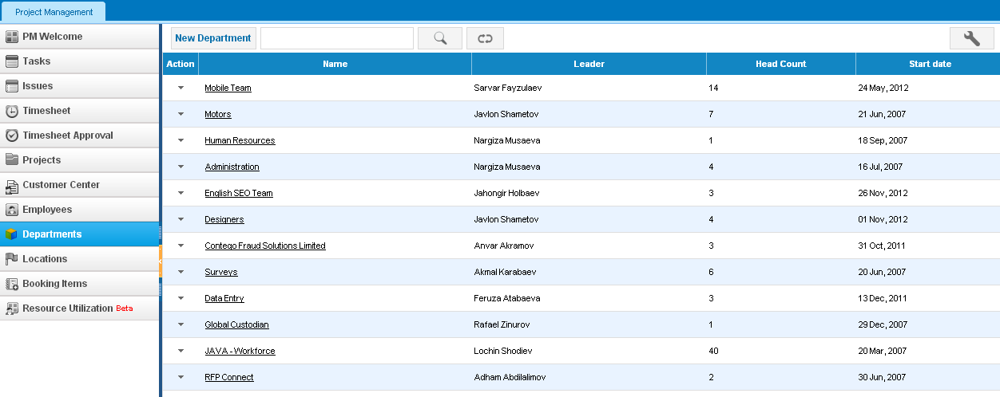 Project Management
PM Welcome
Tasks
Issues
Timesheet
Timesheet Approval
Projects
Customer Center
Employees
Departments
Locations
Booking Items
Resource Utilization Beta
New Department
Action Name Leader Head Count Start date
Mobile Team Sarvar Fayzulaev 14 24 May, 2012
Motors Javlon Shametov 7 21 Jun, 2007
Human Resources Nargiza Musaeva 1 18 Sep, 2007
Administration Nargiza Musaeva 4 16 Jul, 2007
English SEO Team Jahongir Holbaev 3 26 Nov, 2012
Designers Javlon Shametov 4 01 Nov, 2012
Contego Fraud Solutions Limited Anvar Akramov 3 31 Oct, 2011
Surveys Akmal Karabaev 6 20 Jun, 2007
Data Entry Feruza Atabaeva 3 13 Dec, 2011
Global Custodian Rafael Zinurov 1 29 Dec, 2007
JAVA - Workforce Lochin Shodiev 40 20 Mar, 2007
RFP Connect Adham Abdilalimov 2 30 Jun, 2007